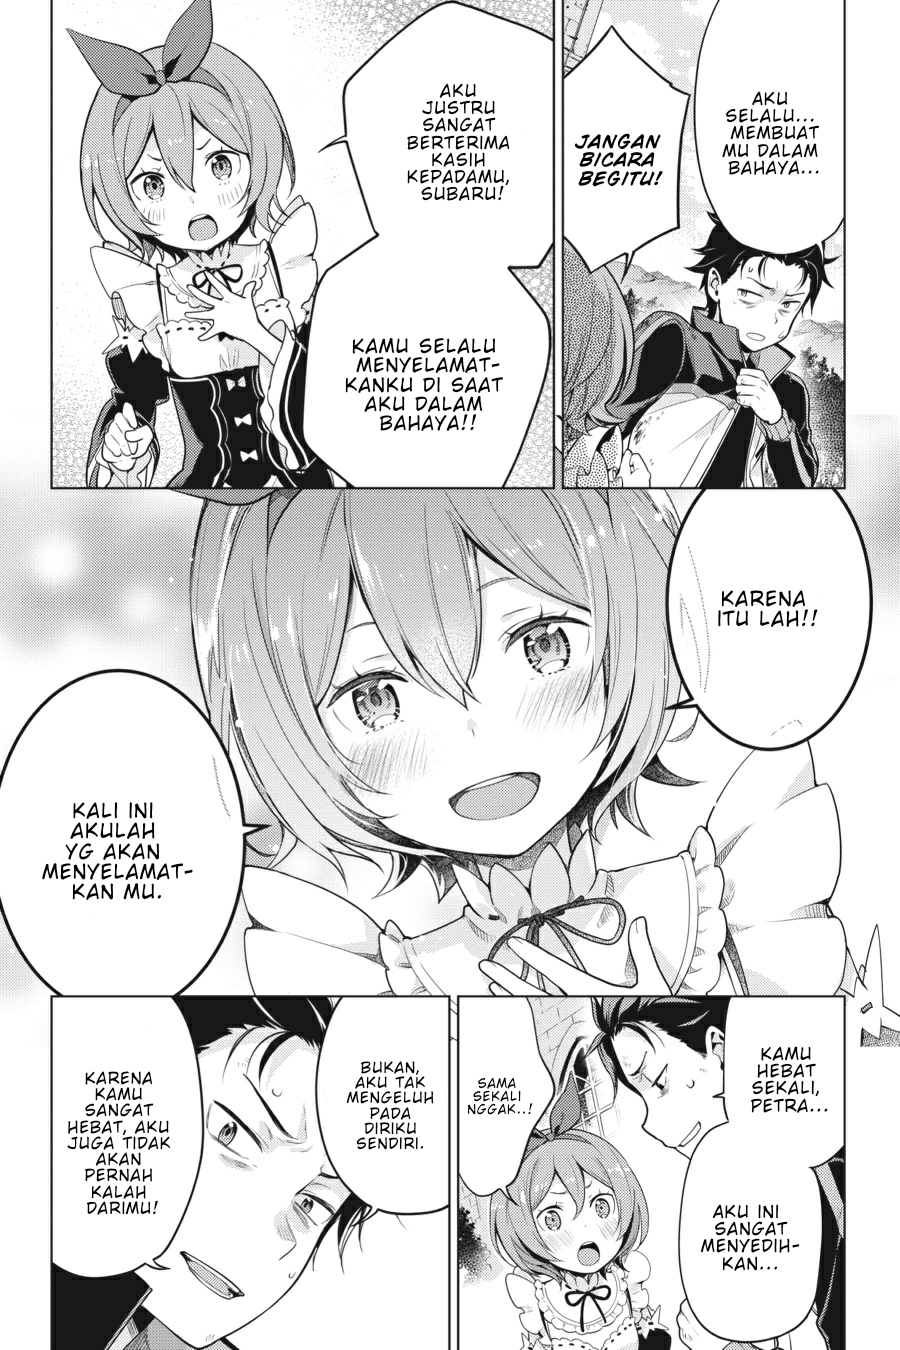 AKU
SELALU...
MEMBUAT
MU DALAM
BAHAYA...
JANGAN
BICARA
BEGITU!
AKU
JUSTRU
SANGAT
BERTERIMA
KASIH
KEPADAMU,
SUBARU!
KAMU SELALU
MENYELAMAT-
KANKU DI SAAT
AKU DALAM
BAHAYA!!
KARENA
ITU LAH!!
KALI INI
AKULAH
YG AKAN
MENYELAMAT-
KAN MU.
KAMU
HEBAT
SEKALI,
PETRA...
AKU INI
SANGAT
MENYEDIH-
KAN...
SAMA
SEKALI
NGGAK..!
BUKAN,
AKU TAK
MENGELUH
PADA
DIRIKU
SENDIRI.
KARENA
KAMU
SANGAT
HEBAT, AKU
JUGA TIDAK
AKAN
PERNAH
KALAH
DARIMU!